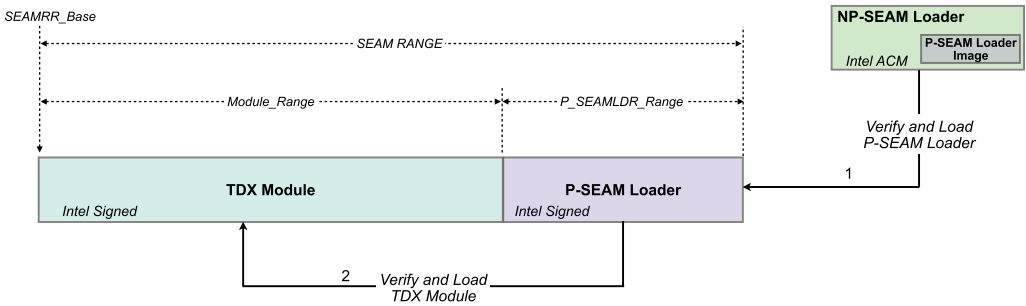 SEAMRR_Base
NP-SEAM Loader
SEAM RANGE
P-SEAM Loader
Image
Intel ACM
Module_Range
P_SEAMLDR_Range
Verify and Load
P-SEAM Loader
1
TDX Module
P-SEAM Loader
Intel Signed
Intel Signed
2
Verify and Load
TDX Module